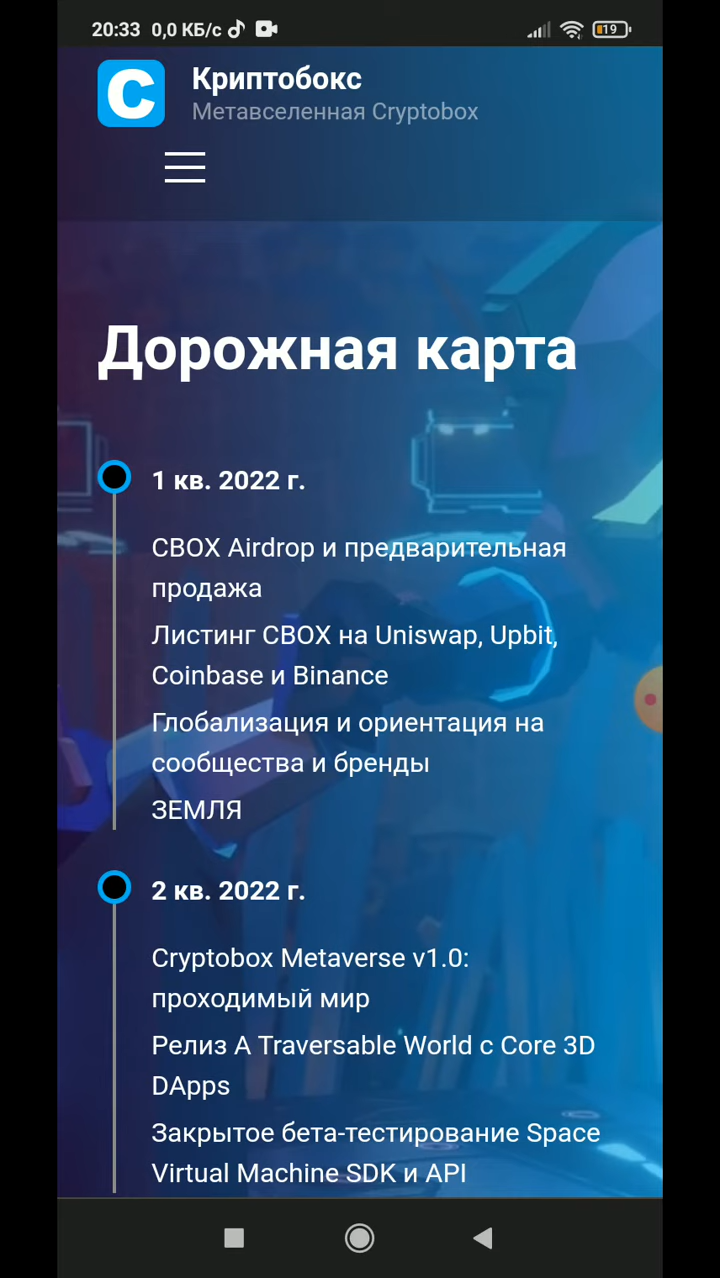 20:33 0,0 КБ/с
19
C
Криптобокс
Метавселенная Cryptobox
Дорожная карта
1 кв. 2022 г.
CBOX Airdrop и предварительная
продажа
Листинг CBOX на Uniswap, Upbit,
Coinbase и Binance
Глобализация и ориентация на
сообщества и бренды
ЗЕМЛЯ
2 кв. 2022 г.
Cryptobox Metaverse v1.0:
проходимый мир
Релиз A Traversable World с Core 3D
DApps
Закрытое бета-тестирование Space
Virtual Machine SDK и API